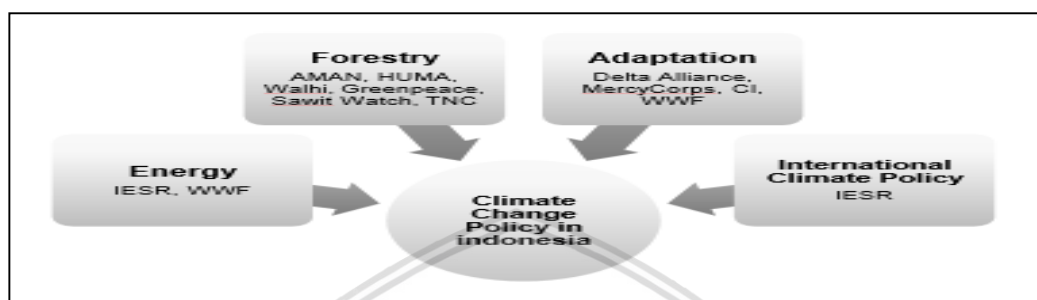 Forestry
AMAN, HUMA,
Walhi, Greenpeace,
Sawit Watch, TNC
Adaptation
Delta Alliance,
MercyCorps, CI,
WWF
Energy
IESR, WWF
International
Climate Policy
IESR
Climate
Change
Policy in
indonesia